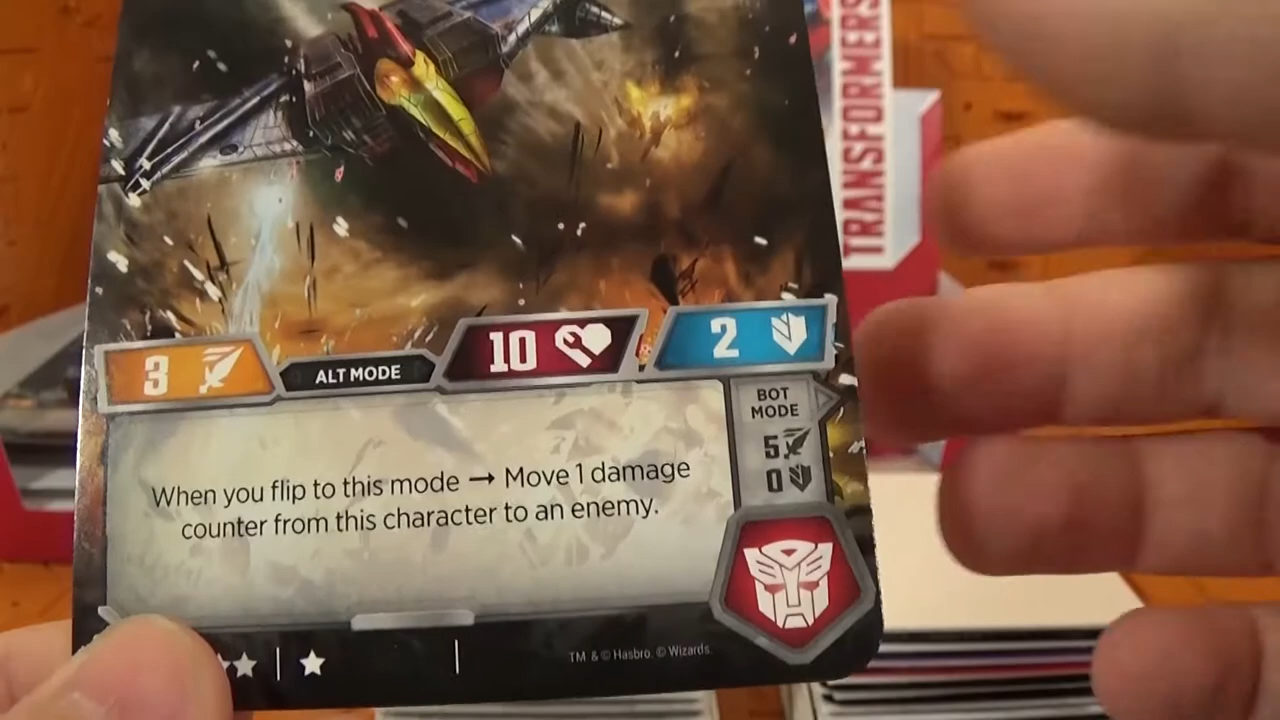 TRANSFORMERS
3
ALT MODE
10
2
BOT
MODE
5
0
When you flip to this mode → Move 1 damage
counter from this character to an enemy.
TM & © Hasbro. © Wizards.